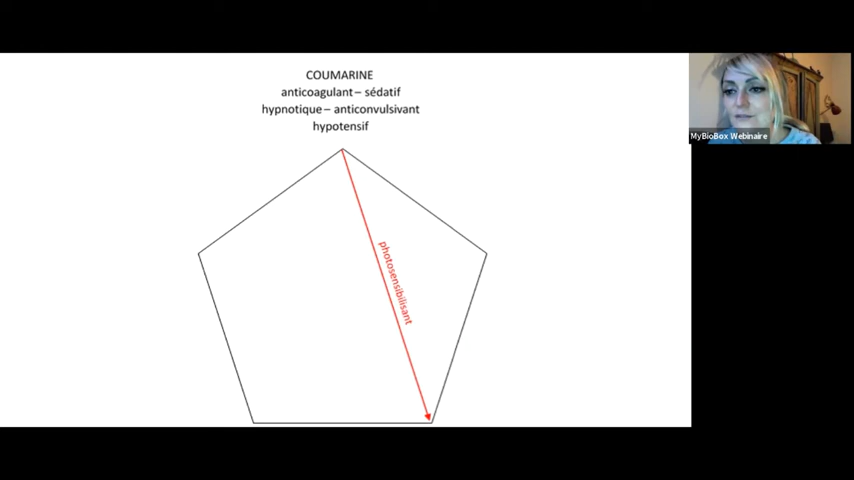 COUMARINE
anticoagulant – sédatif
hypnotique – anticonvulsivant
hypotensif
photosensibilisant
MyBioBox Webinaire